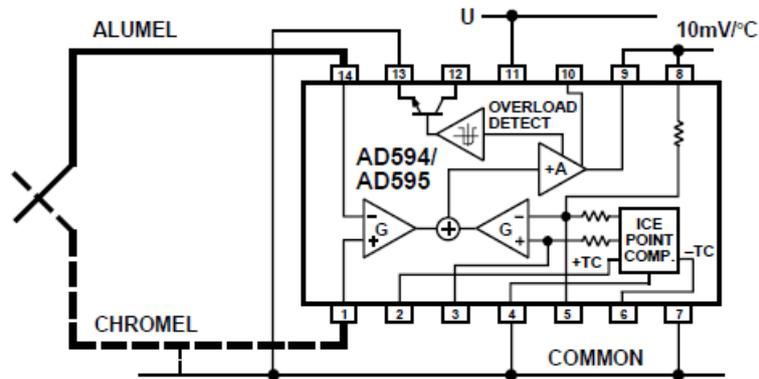 U
ALUMEL
10mV/°C
14 13 12 11 10 9 8
OVERLOAD
DETECT
AD594/
AD595
+A
– G +
G – +
ICE
POINT
COMP.
+TC
–TC
1 2 3 4 5 6 7
CHROMEL
COMMON